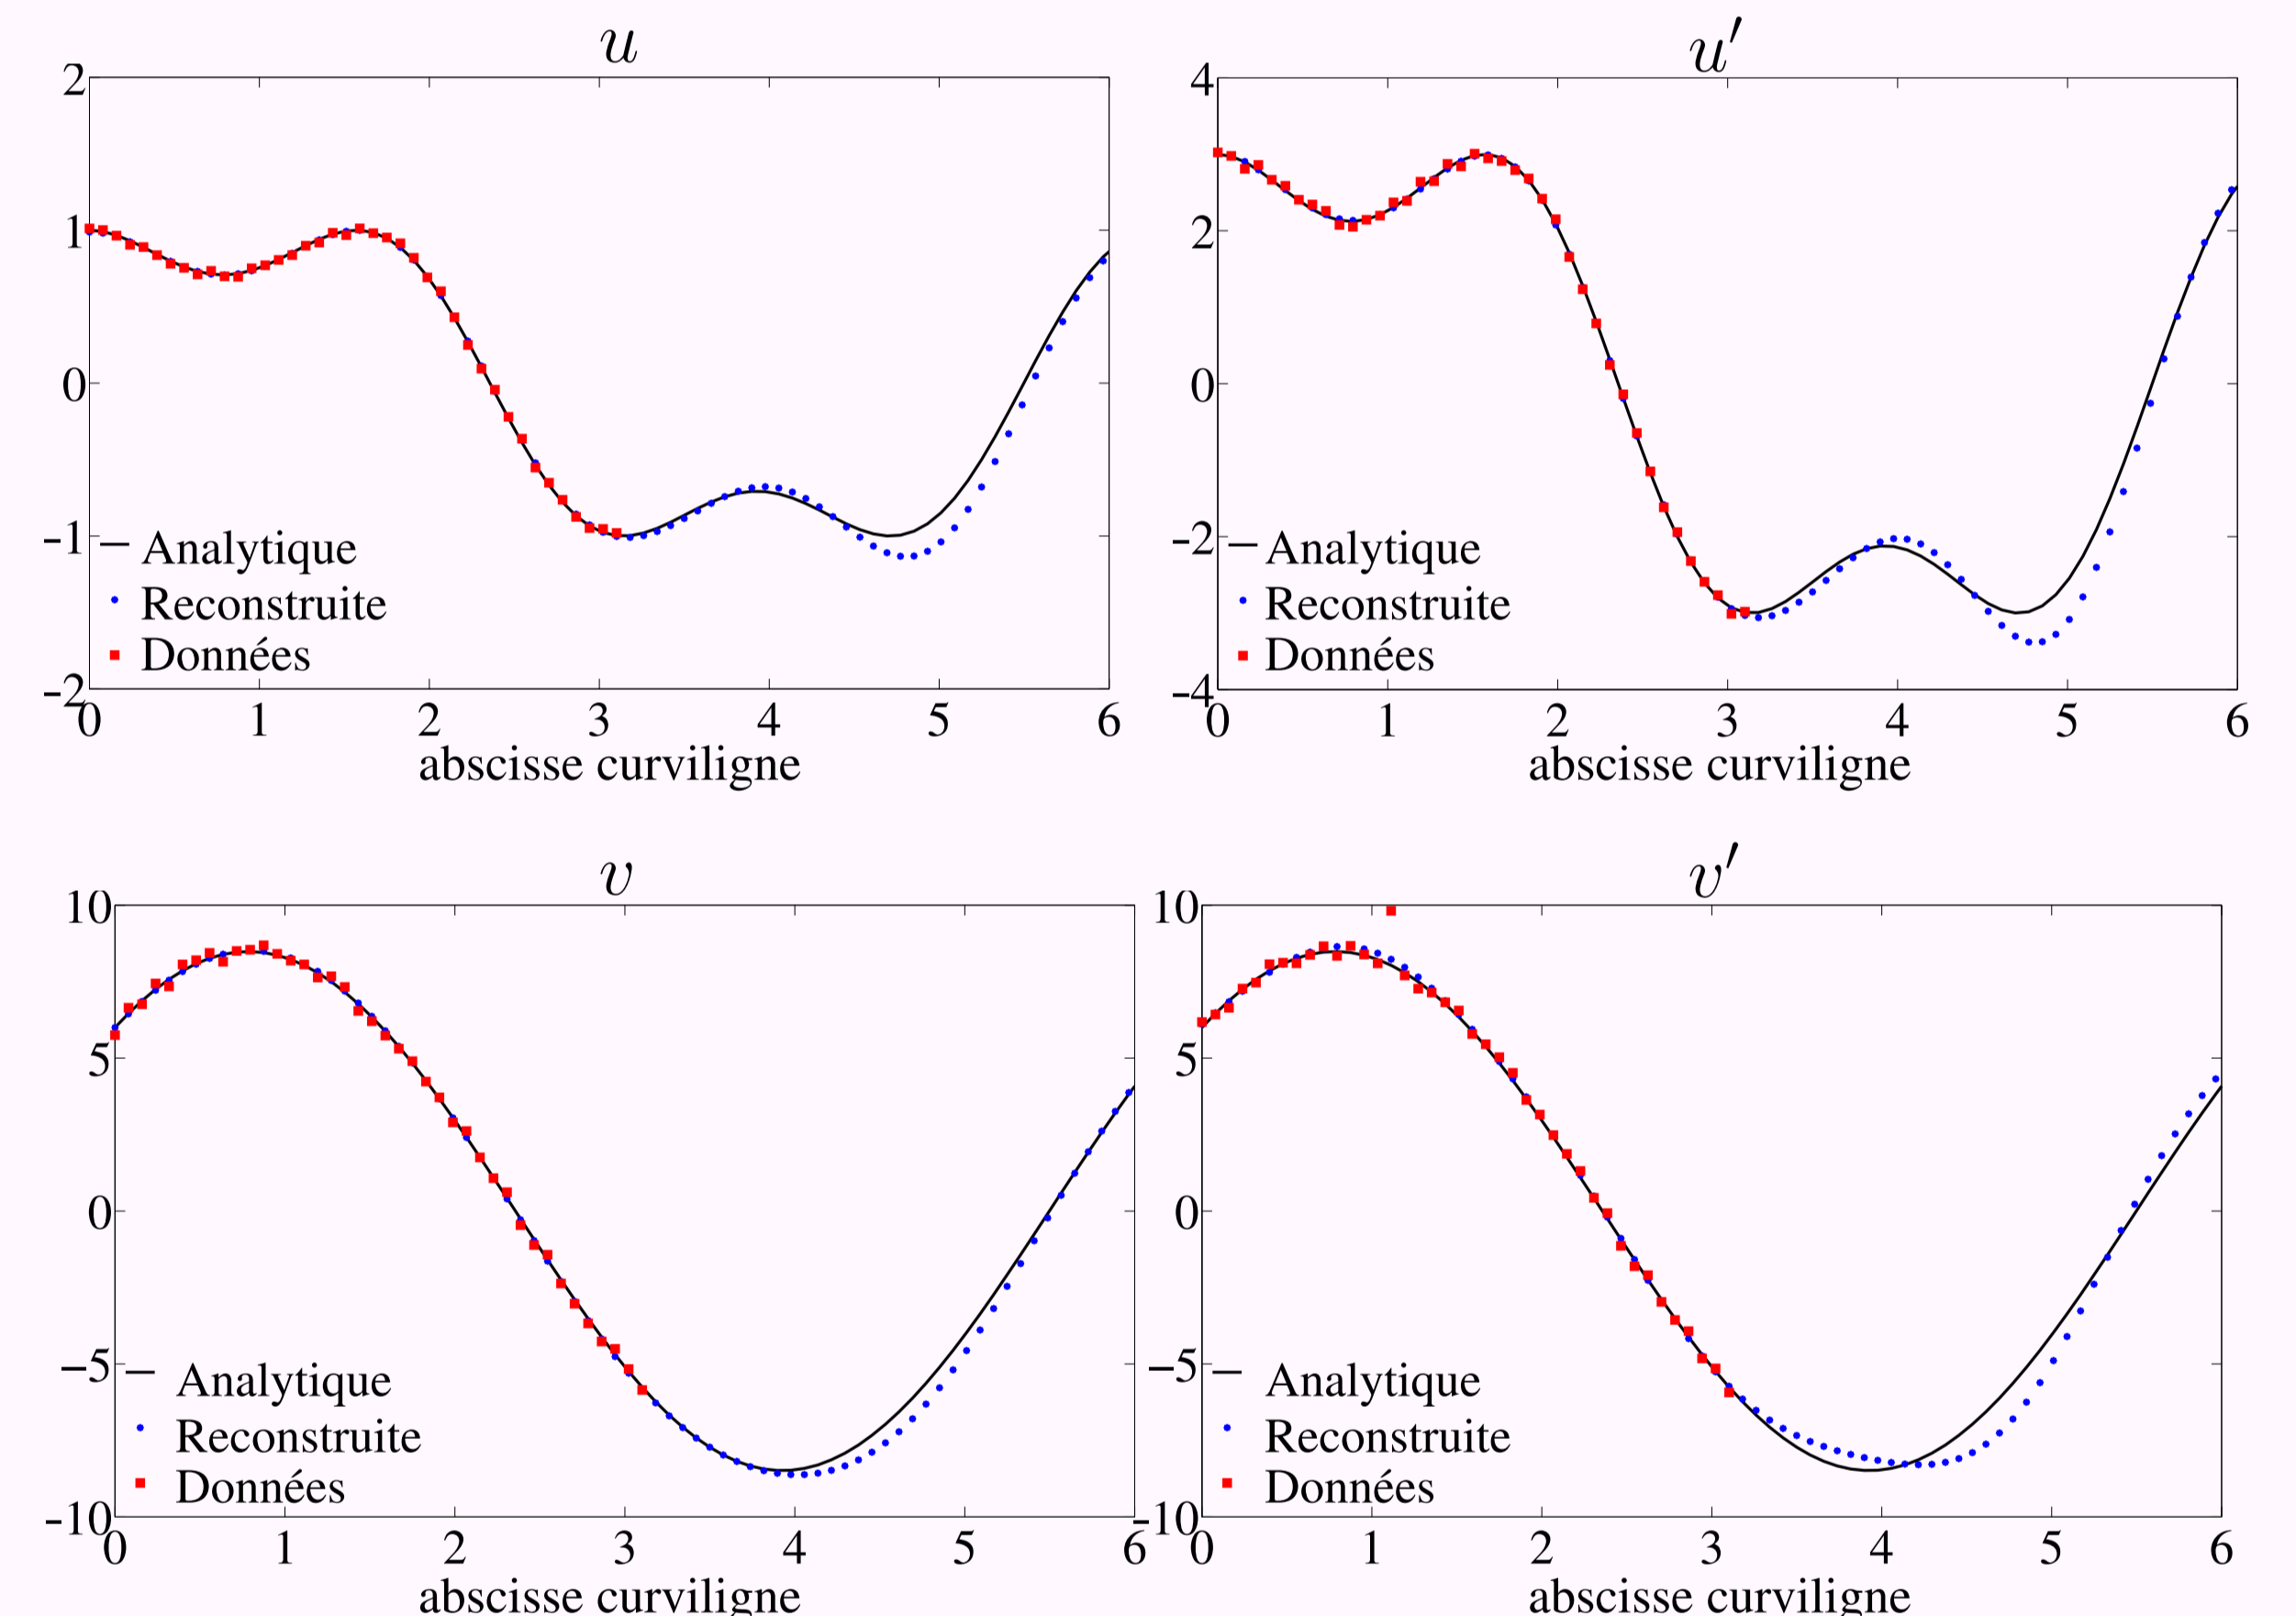 u
2
1
0
-1
-2
Analytique
Reconstruite
Données
0 1 2 3 4 5 6
abscisse curviligne
u′
4
2
0
-2
-4
Analytique
Reconstruite
Données
0 1 2 3 4 5 6
abscisse curviligne
v
10
5
0
-5
-10
Analytique
Reconstruite
Données
0 1 2 3 4 5 6
abscisse curviligne
v′
10
5
0
-5
-10
Analytique
Reconstruite
Données
0 1 2 3 4 5 6
abscisse curviligne